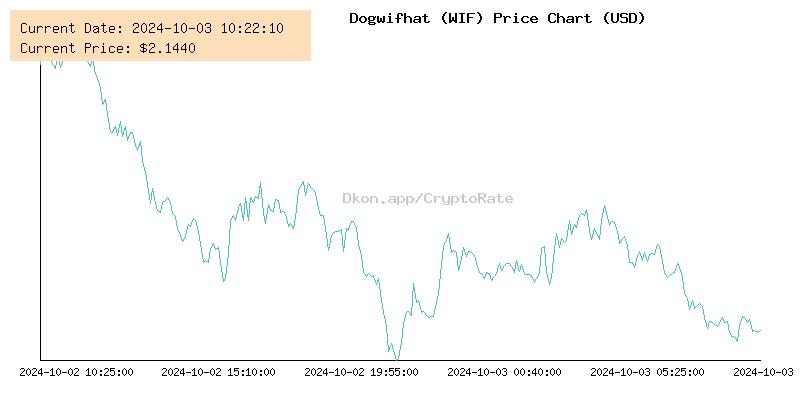 Dogwifhat (WIF) Price Chart (USD)
Current Date: 2024-10-03 10:22:10
Current Price: $2.1440
Dkon.app/CryptoRate
2024-10-02 10:25:00
2024-10-02 15:10:00
2024-10-02 19:55:00
2024-10-03 00:40:00
2024-10-03 05:25:00
2024-10-03